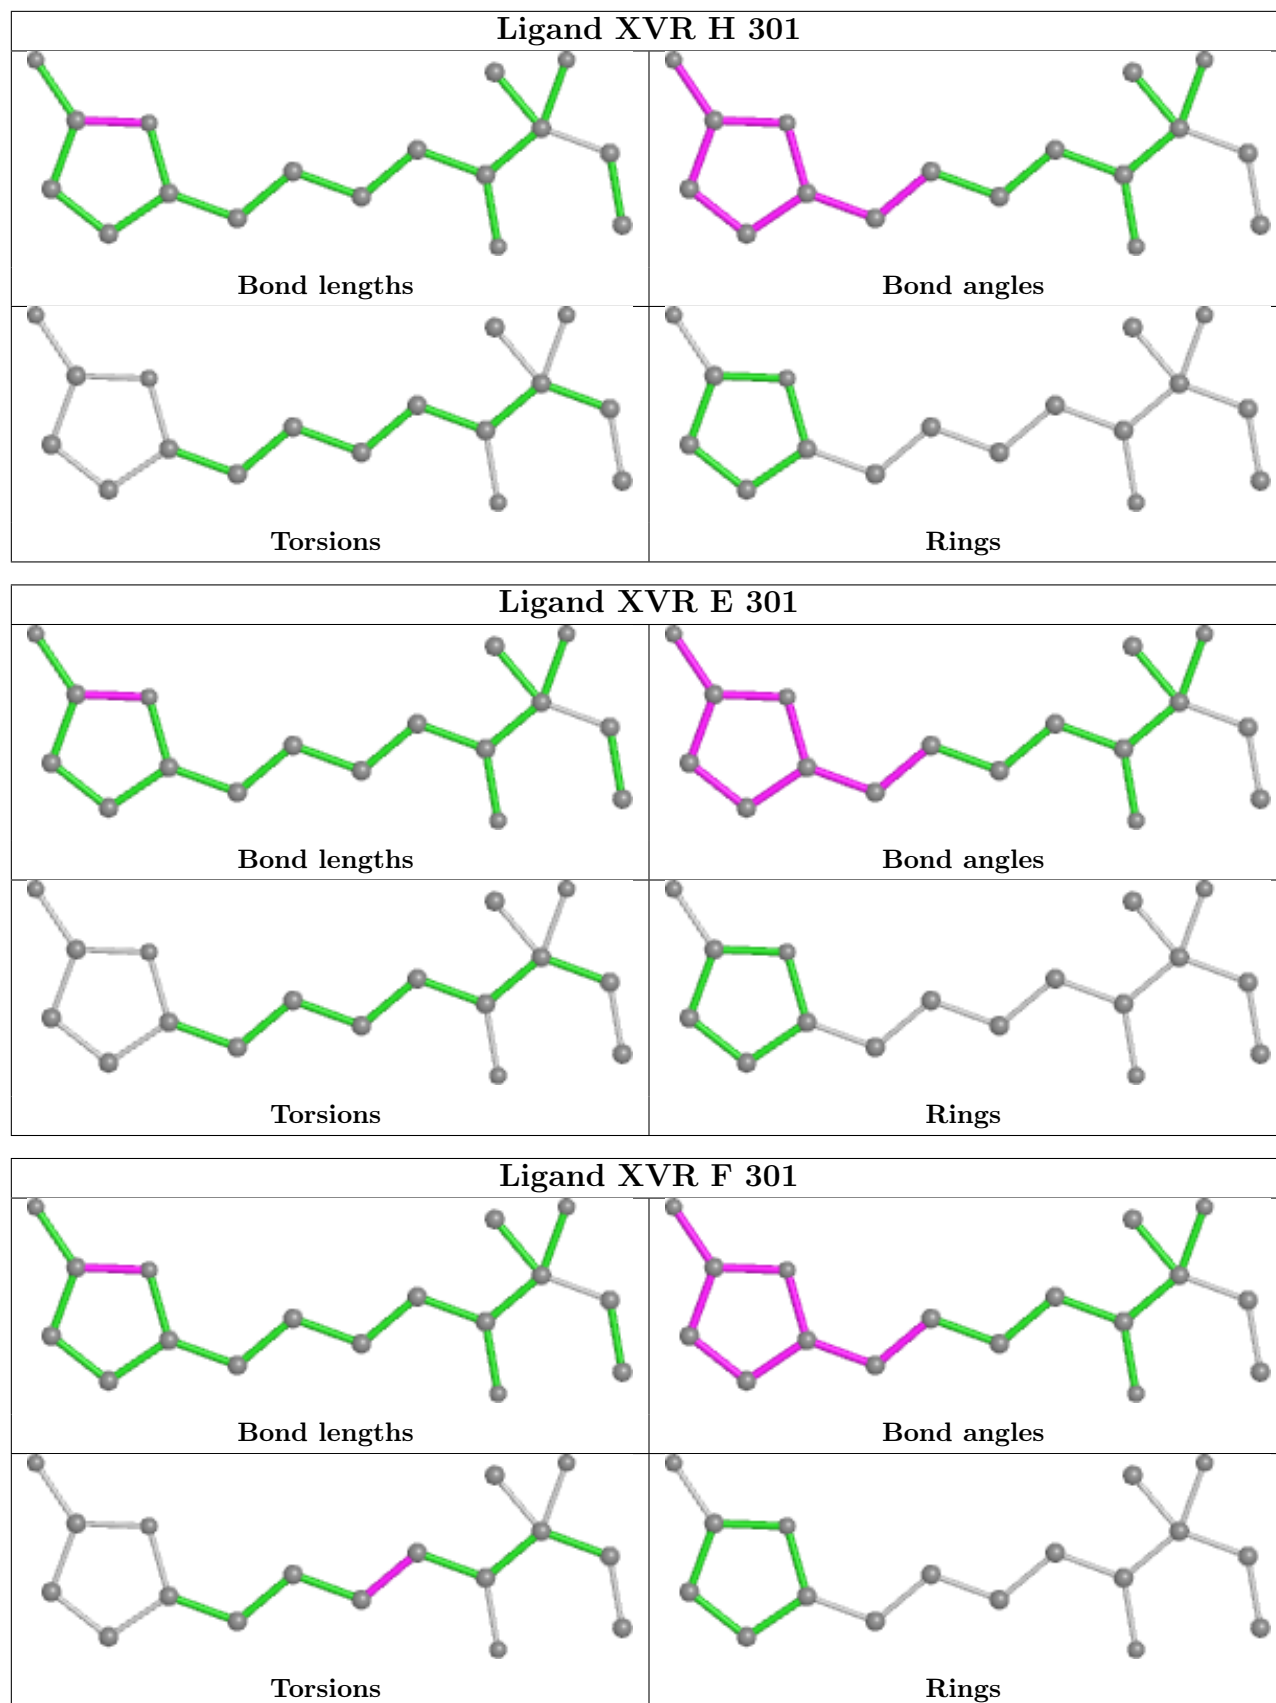 Ligand XVR H 301
Bond lengths
Bond angles
Torsions
Rings
Ligand XVR E 301
Bond lengths
Bond angles
Torsions
Rings
Ligand XVR F 301
Bond lengths
Bond angles
Torsions
Rings